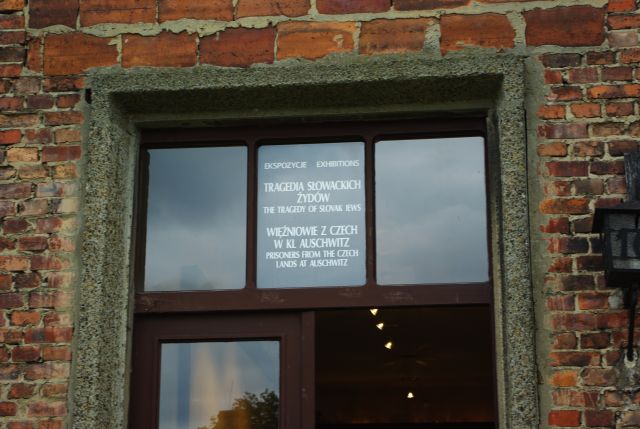 EKSPOZYCJE EXHIBITIONS
TRAGEDIA SŁOWACKICH
ŻYDÓW
THE TRAGEDY OF SLOVAK JEWS
WIĘŹNIOWIE Z CZECH
W KL AUSCHWITZ
PRISONERS FROM THE CZECH
LANDS AT AUSCHWITZ